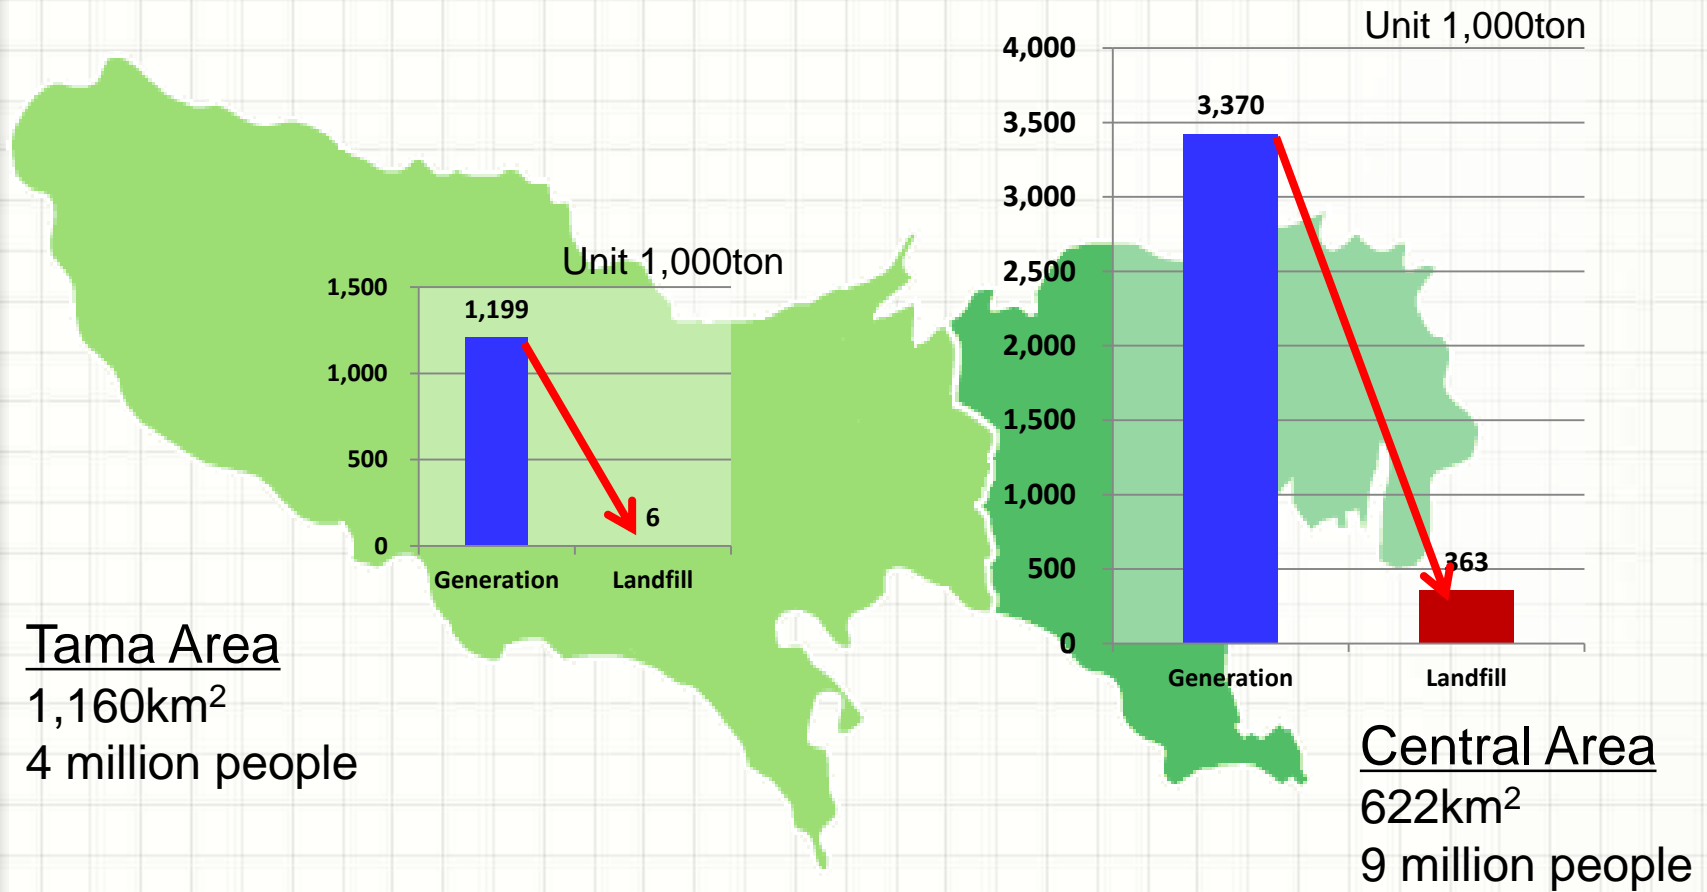 Unit 1,000ton
1,500
1,000
500
0
1,199
6
Generation
Landfill
Tama Area
1,160km²
4 million people
Unit 1,000ton
4,000
3,500
3,000
2,500
2,000
1,500
1,000
500
0
3,370
363
Generation
Landfill
Central Area
622km²
9 million people